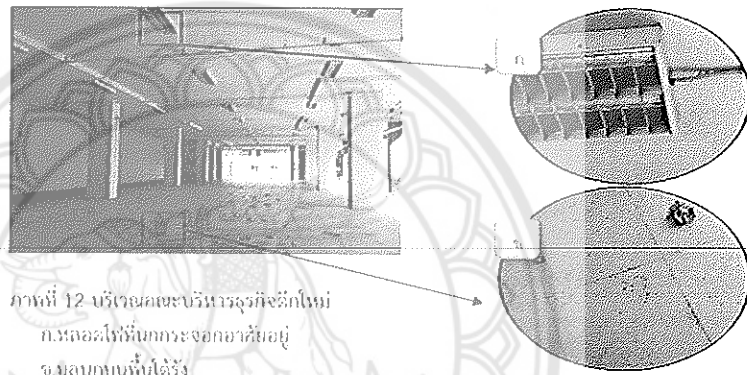 ก
ข
ภาพที่ 12 บริเวณคณะบริหารธุรกิจตึกใหม่
ก.หลอดไฟที่นกกระจอกอาศัยอยู่
ข.มูลนกบนพื้นใต้รัง